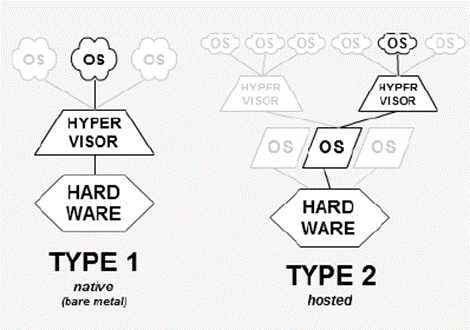 OS OS OS
HYPER
VISOR
HARD
WARE
TYPE 1
native
(bare metal)
OS OS OS OS OS OS
HYPER
VISOR
HYPER
VISOR
OS OS OS
HARD
WARE
TYPE 2
hosted